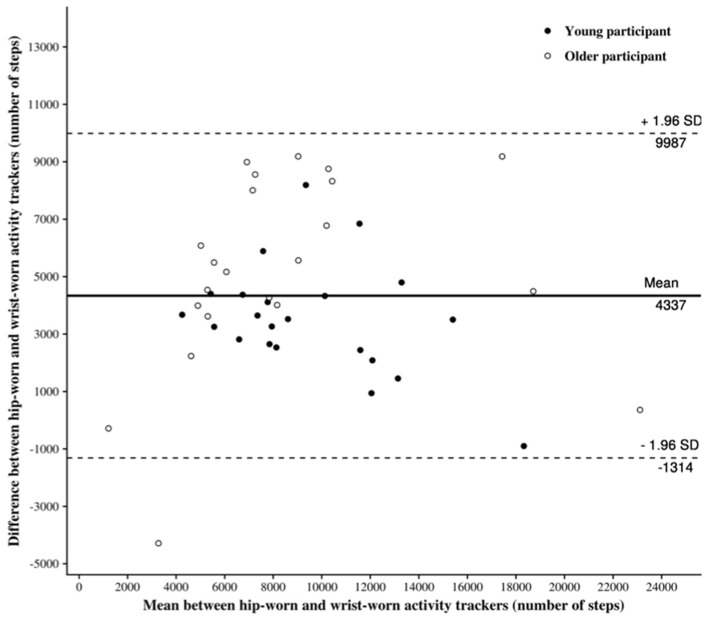 Young participant
Older participant
13000
11000
9000
7000
5000
3000
1000
-1000
-3000
-5000
+ 1.96 SD
9987
Mean
4337
- 1.96 SD
-1314
0 2000 4000 6000 8000 10000 12000 14000 16000 18000 20000 22000 24000
Mean between hip-worn and wrist-worn activity trackers (number of steps)
Difference between hip-worn and wrist-worn activity trackers (number of steps)